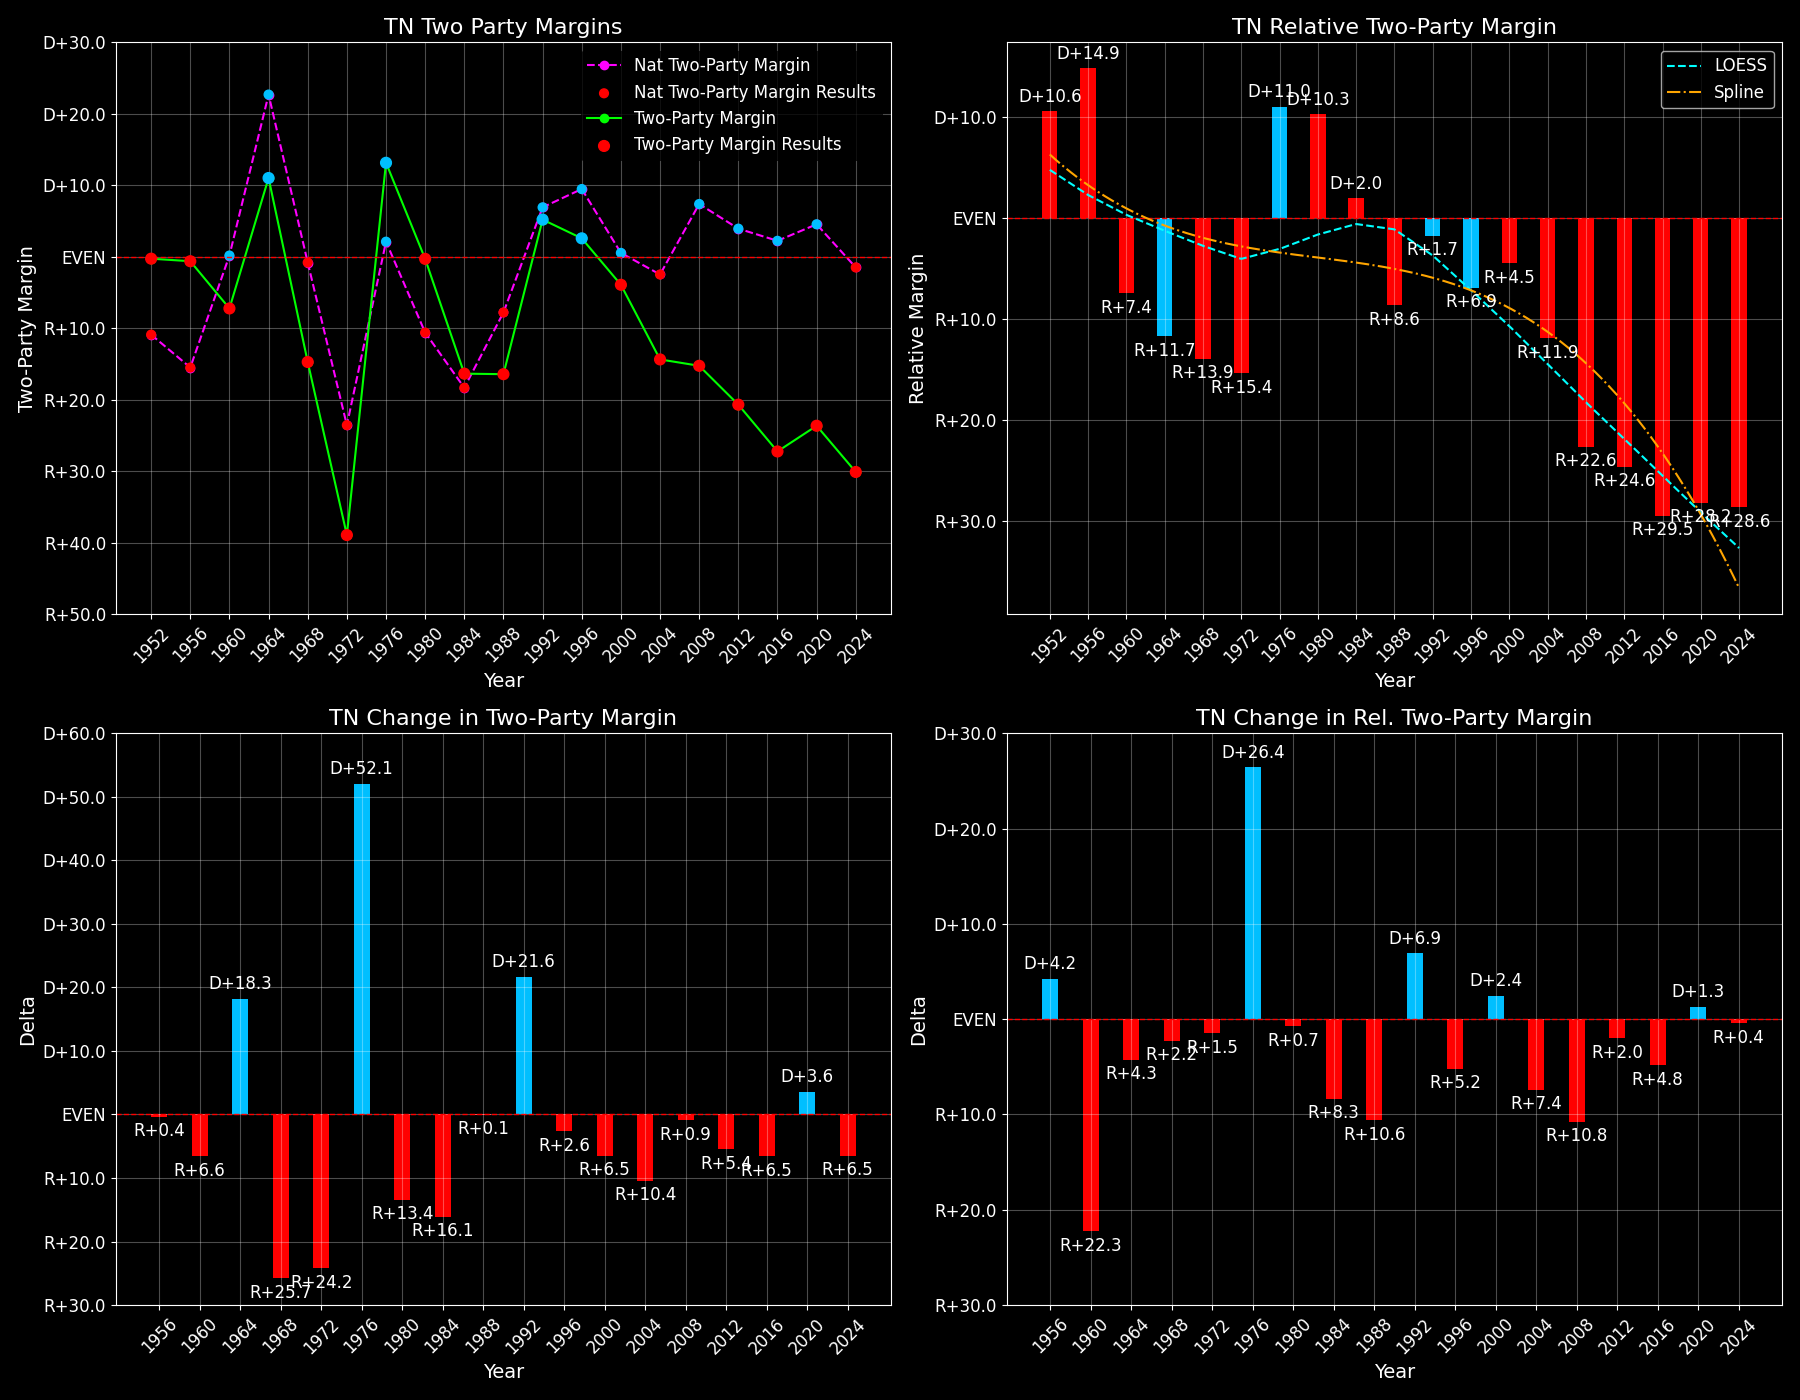 TN Two Party Margins
D+30.0
D+20.0
D+10.0
EVEN
R+10.0
R+20.0
R+30.0
R+40.0
R+50.0
Two-Party Margin
Nat Two-Party Margin
Nat Two-Party Margin Results
Two-Party Margin
Two-Party Margin Results
1952 1956 1960 1964 1968 1972 1976 1980 1984 1988 1992 1996 2000 2004 2008 2012 2016 2020 2024
Year
TN Relative Two-Party Margin
D+10.0
EVEN
R+10.0
R+20.0
R+30.0
Relative Margin
LOESS
Spline
D+10.6
D+14.9
R+7.4
R+11.7
R+13.9
R+15.4
D+11.0
D+10.3
D+2.0
R+8.6
R+1.7
R+6.9
R+4.5
R+11.9
R+22.6
R+24.6
R+29.5
R+28.2
R+28.6
1952 1956 1960 1964 1968 1972 1976 1980 1984 1988 1992 1996 2000 2004 2008 2012 2016 2020 2024
Year
TN Change in Two-Party Margin
D+60.0
D+50.0
D+40.0
D+30.0
D+20.0
D+10.0
EVEN
R+10.0
R+20.0
R+30.0
Delta
R+0.4
R+6.6
D+18.3
R+25.7
R+24.2
D+52.1
R+13.4
R+16.1
R+0.1
D+21.6
R+2.6
R+6.5
R+10.4
R+0.9
R+5.4
R+6.5
D+3.6
R+6.5
1956 1960 1964 1968 1972 1976 1980 1984 1988 1992 1996 2000 2004 2008 2012 2016 2020 2024
Year
TN Change in Rel. Two-Party Margin
D+30.0
D+20.0
D+10.0
EVEN
R+10.0
R+20.0
R+30.0
Delta
D+4.2
R+22.3
R+4.3
R+2.2
R+1.5
D+26.4
R+0.7
R+8.3
R+10.6
D+6.9
R+5.2
D+2.4
R+7.4
R+10.8
R+2.0
R+4.8
D+1.3
R+0.4
1956 1960 1964 1968 1972 1976 1980 1984 1988 1992 1996 2000 2004 2008 2012 2016 2020 2024
Year